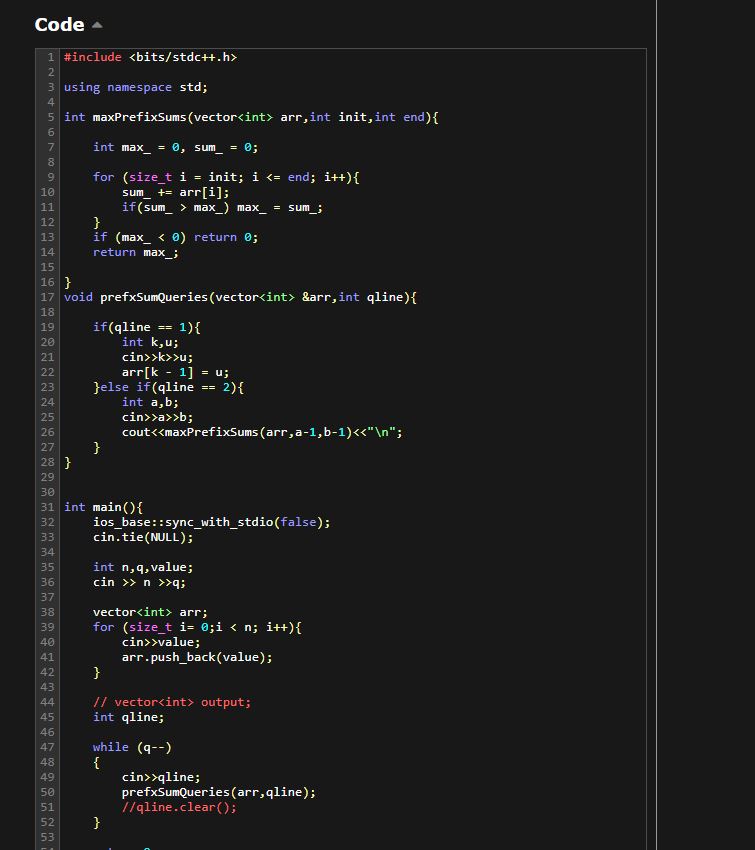 Code
1 #include <bits/stdc++.h>
2
3 using namespace std;
4
5 int maxPrefixSums(vector<int> arr,int init,int end){
6
7     int max_ = 0, sum_ = 0;
8
9     for (size_t i = init; i <= end; i++){
10         sum_ += arr[i];
11         if(sum_ > max_) max_ = sum_;
12     }
13     if (max_ < 0) return 0;
14     return max_;
15
16 }
17 void prefxSumQueries(vector<int> &arr,int qline){
18
19     if(qline == 1){
20         int k,u;
21         cin>>k>>u;
22         arr[k - 1] = u;
23     }else if(qline == 2){
24         int a,b;
25         cin>>a>>b;
26         cout<<maxPrefixSums(arr,a-1,b-1)<<"\n";
27     }
28 }
29
30
31 int main(){
32     ios_base::sync_with_stdio(false);
33     cin.tie(NULL);
34
35     int n,q,value;
36     cin >> n >>q;
37
38     vector<int> arr;
39     for (size_t i= 0;i < n; i++){
40         cin>>value;
41         arr.push_back(value);
42     }
43
44     // vector<int> output;
45     int qline;
46
47     while (q--)
48     {
49         cin>>qline;
50         prefxSumQueries(arr,qline);
51         //qline.clear();
52     }
53